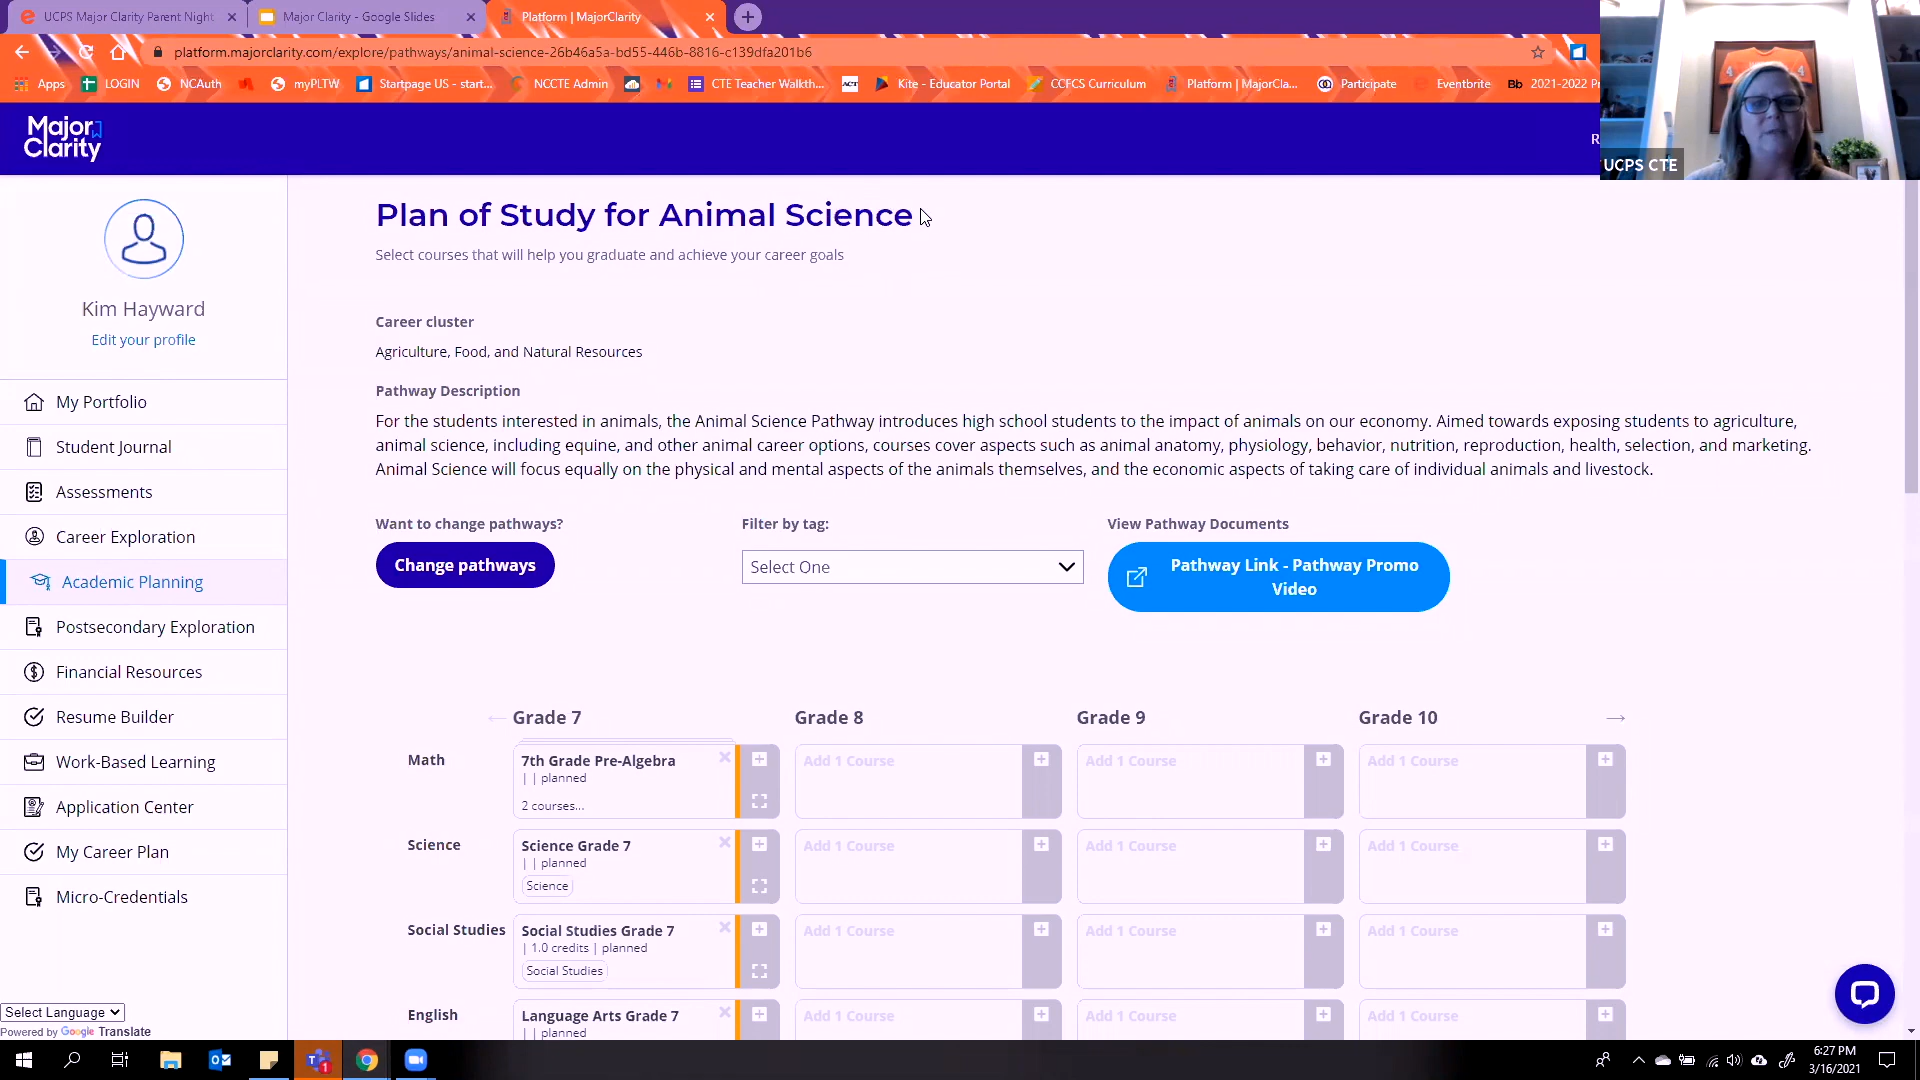 UCPS Major Clarity Parent Night
Major Clarity - Google Slides
Platform | MajorClarity
platform.majorclarity.com/explore/pathways/animal-science-26b46a5a-bd55-446b-8816-c139dfa201b6
Apps
LOGIN
NCAuth
myPLTW
Startpage US - start...
NCCTE Admin
CTE Teacher Walkth...
ACT
Kite - Educator Portal
CCFCS Curriculum
Platform | MajorCla...
Participate
Eventbrite
Bb 2021-2022 Pr
Major
Clarity
R
4 4
UCPS CTE
Kim Hayward
Edit your profile
My Portfolio
Student Journal
Assessments
Career Exploration
Academic Planning
Postsecondary Exploration
Financial Resources
Resume Builder
Work-Based Learning
Application Center
My Career Plan
Micro-Credentials
Select Language
Powered by Google Translate
Plan of Study for Animal Science
Select courses that will help you graduate and achieve your career goals
Career cluster
Agriculture, Food, and Natural Resources
Pathway Description
For the students interested in animals, the Animal Science Pathway introduces high school students to the impact of animals on our economy. Aimed towards exposing students to agriculture,
animal science, including equine, and other animal career options, courses cover aspects such as animal anatomy, physiology, behavior, nutrition, reproduction, health, selection, and marketing.
Animal Science will focus equally on the physical and mental aspects of the animals themselves, and the economic aspects of taking care of individual animals and livestock.
Want to change pathways?
Change pathways
Filter by tag:
Select One
View Pathway Documents
Pathway Link - Pathway Promo
Video
← Grade 7 Grade 8 Grade 9 Grade 10 →
Math
7th Grade Pre-Algebra
| | planned
2 courses...
Add 1 Course
Add 1 Course
Add 1 Course
Science
Science Grade 7
| | planned
Science
Add 1 Course
Add 1 Course
Add 1 Course
Social Studies
Social Studies Grade 7
| 1.0 credits | planned
Social Studies
Add 1 Course
Add 1 Course
Add 1 Course
English
Language Arts Grade 7
| | planned
Add 1 Course
Add 1 Course
Add 1 Course
6:27 PM
3/16/2021